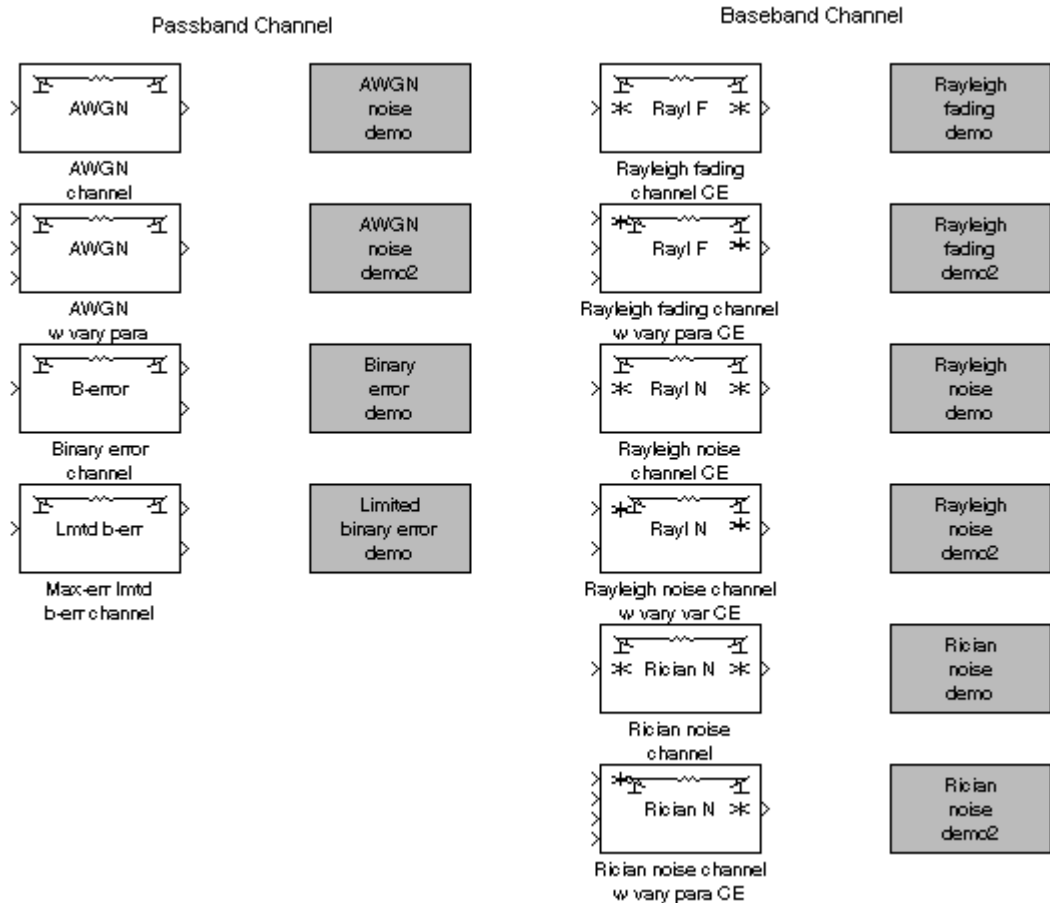 Passband Channel
AWGN
AWGN
channel
AWGN
noise
demo
AWGN
AWGN
w vary para
AWGN
noise
demo2
B-error
Binary error
channel
Binary
error
demo
Lmtd b-err
Max-err lmtd
b-err channel
Limited
binary error
demo
Baseband Channel
Rayl F
Rayleigh fading
channel CE
Rayleigh
fading
demo
Rayl F
Rayleigh fading channel
w vary para CE
Rayleigh
fading
demo2
Rayl N
Rayleigh noise
channel CE
Rayleigh
noise
demo
Rayl N
Rayleigh noise channel
w vary var CE
Rayleigh
noise
demo2
Rician N
Rician noise
channel
Rician
noise
demo
Rician N
Rician noise channel
w vary para CE
Rician
noise
demo2